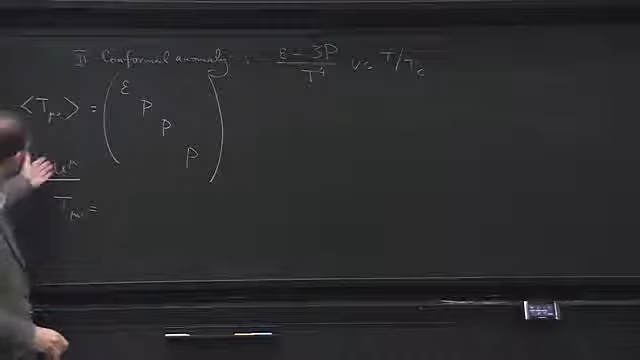 II Conformal anomaly : (ε - 3P)/T⁴ vs. T/T_c
<T_μν> = ( ε P P P )
T_μν =